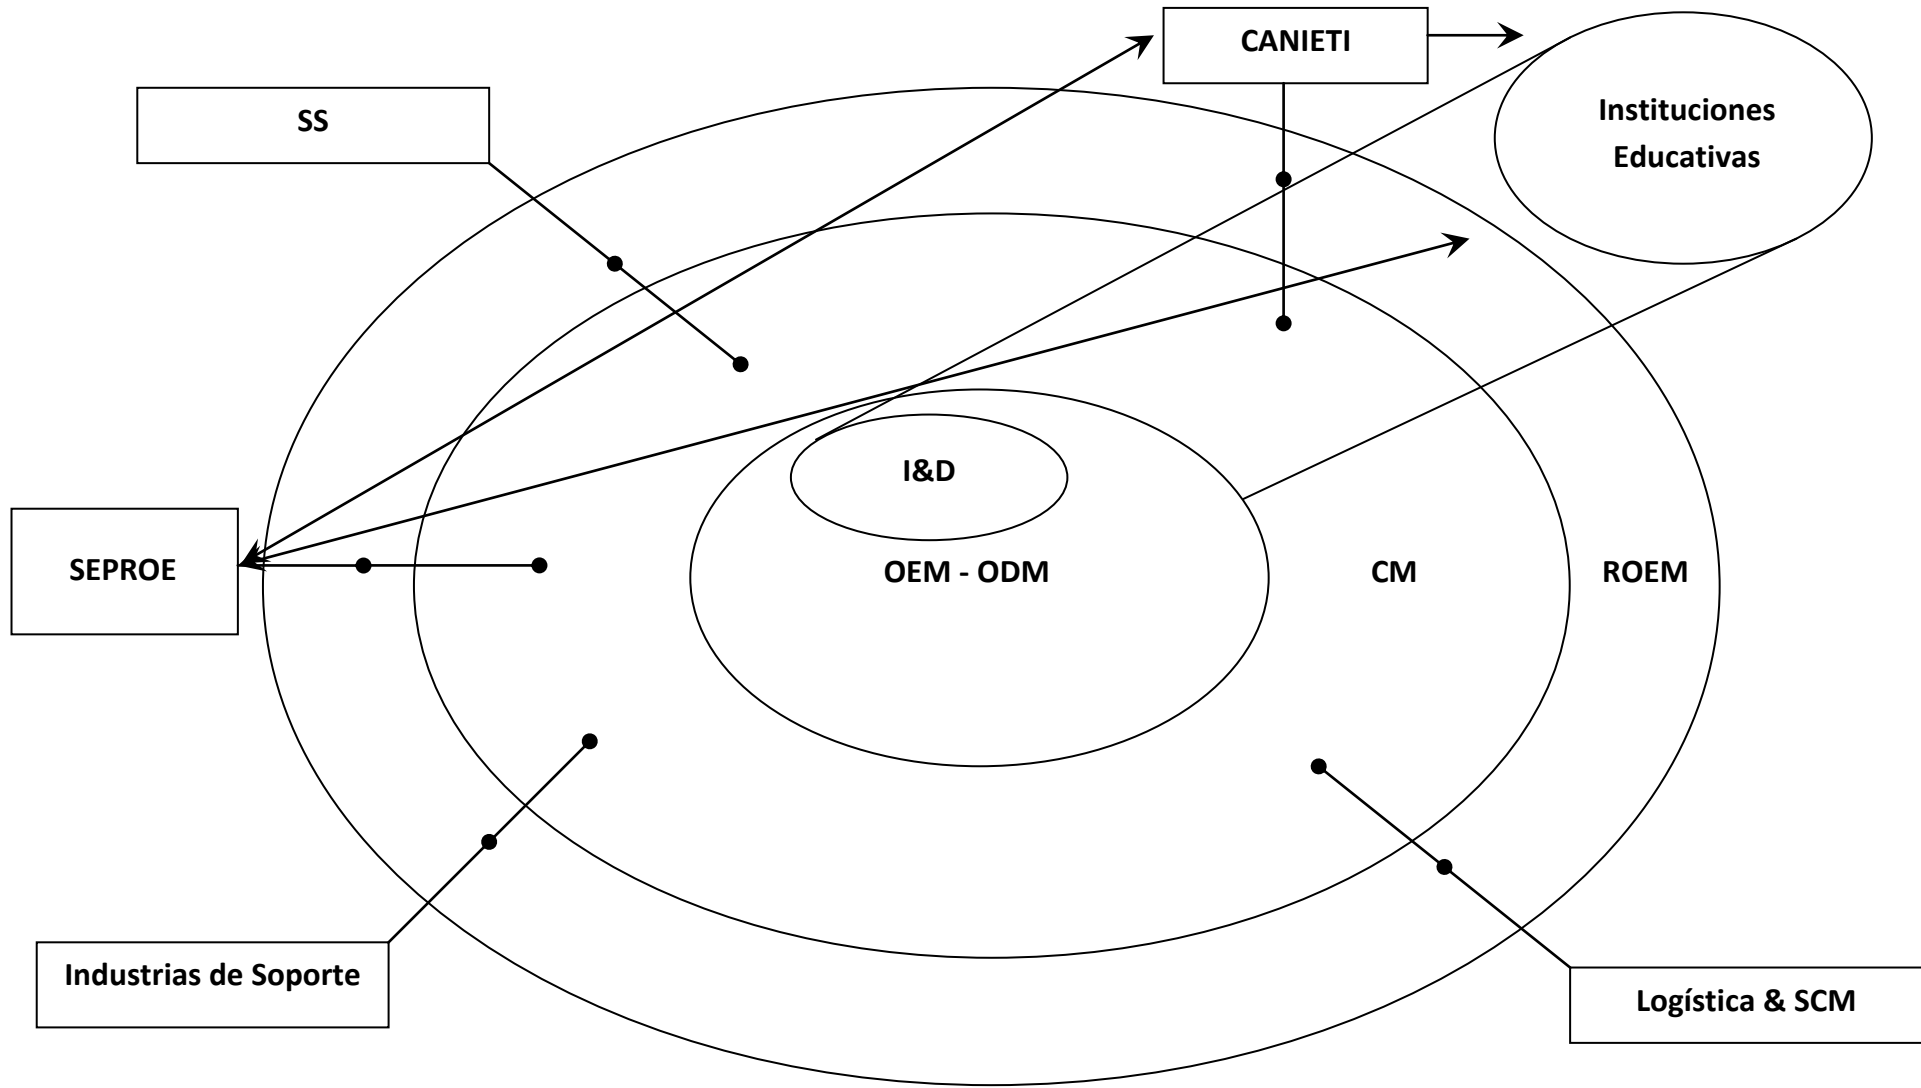 CANIETI
SS
Instituciones
Educativas
I&D
SEPROE
OEM - ODM
CM
ROEM
Industrias de Soporte
Logística & SCM